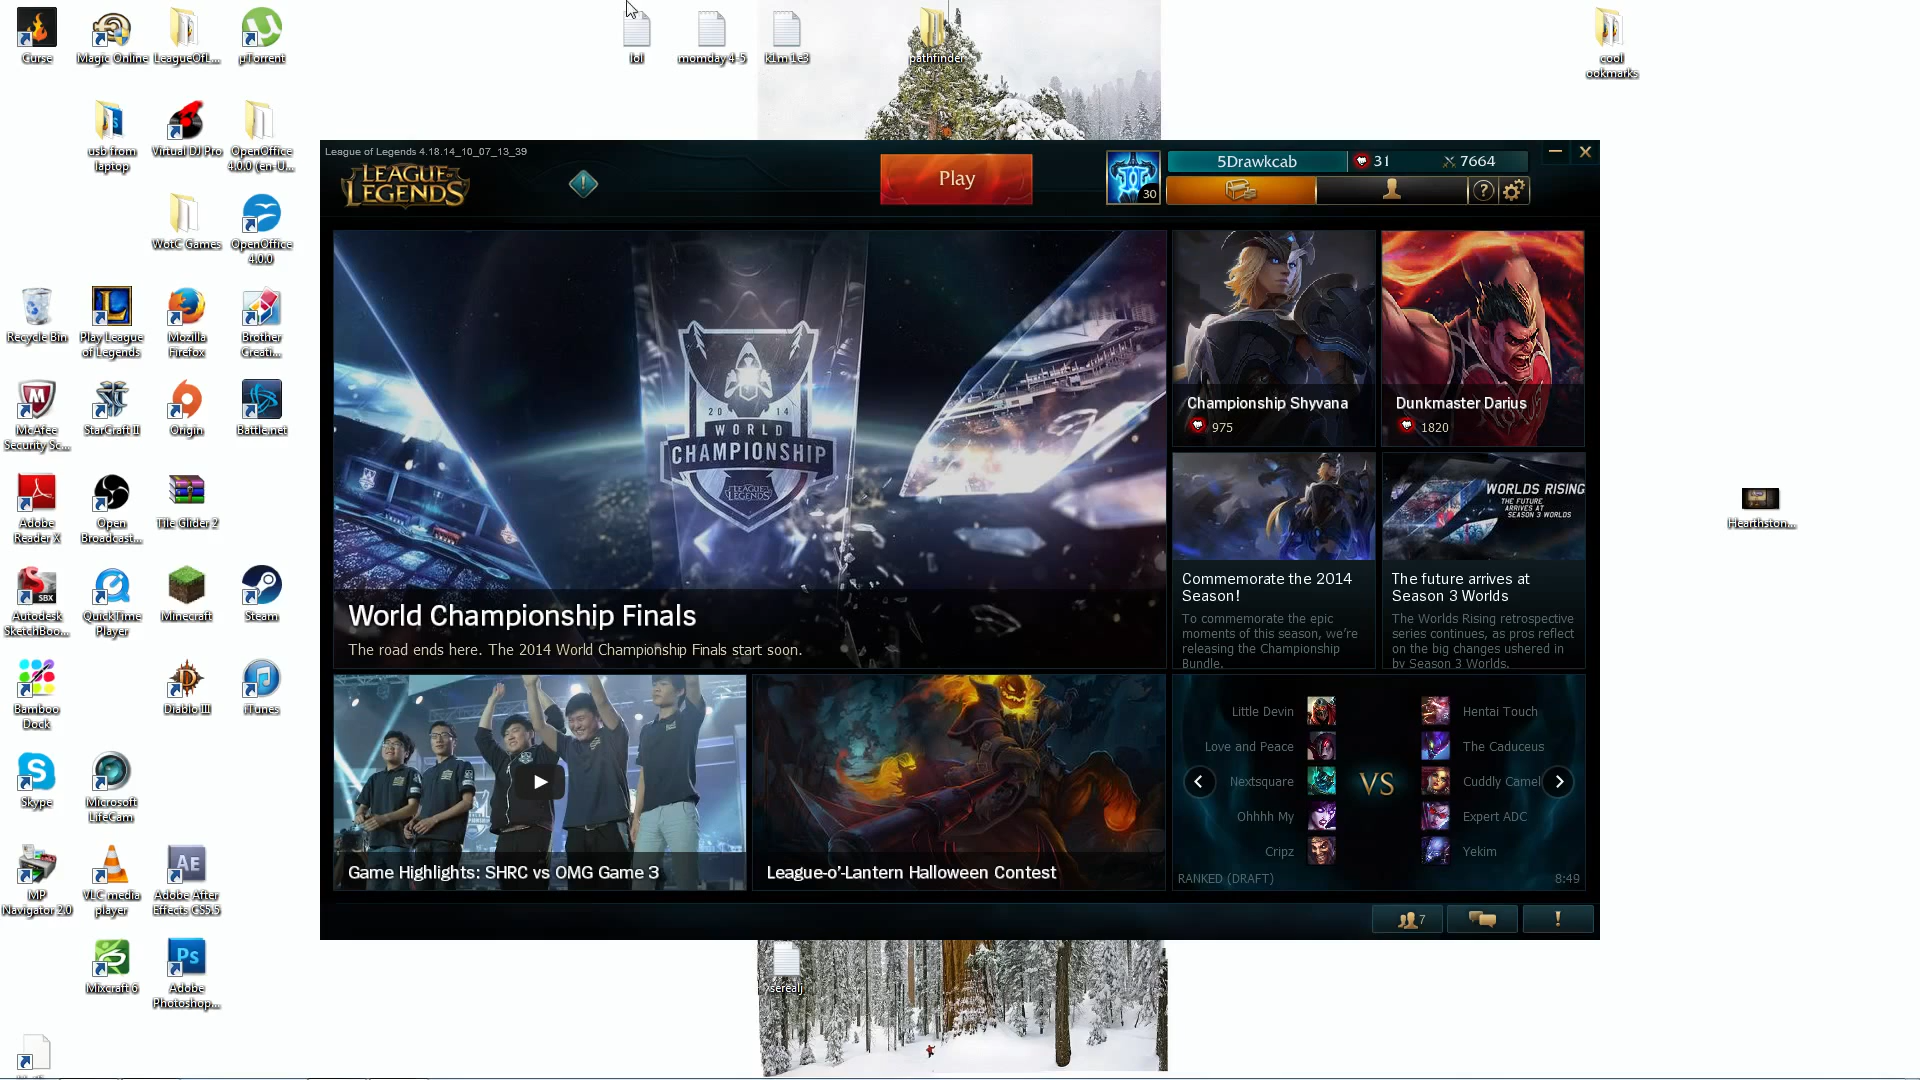 Curse
Magic Online
LeagueOfL...
µTorrent
lol
momday 4-5
k1m1e3
pathfinder
cool
ookmarks
usb from
laptop
Virtual DJ Pro
OpenOffice
4.0.0 (en-U...
WotC Games
OpenOffice
4.0.0
Recycle Bin
Play League
of Legends
Mozilla
Firefox
Brother
Creati...
McAfee
Security Sc...
StarCraft II
Origin
Battle.net
Adobe
Reader X
Open
Broadcast...
Tile Glider 2
Autodesk
SketchBoo...
QuickTime
Player
Minecraft
Steam
Bamboo
Dock
Diablo III
iTunes
Skype
Microsoft
LifeCam
MP
Navigator 2.0
VLC media
player
Adobe After
Effects CS5.5
Mixcraft 6
Adobe
Photoshop...
Hearthston...
xserealj
League of Legends 4.18.14_10_07_13_39
LEAGUE OF
LEGENDS
Play
30
5Drawkcab
31
7664
2014
WORLD
CHAMPIONSHIP
LEAGUE OF
LEGENDS
World Championship Finals
The road ends here. The 2014 World Championship Finals start soon.
Championship Shyvana
975
Dunkmaster Darius
1820
Commemorate the 2014
Season!
To commemorate the epic
moments of this season, we're
releasing the Championship
Bundle.
WORLDS RISING
THE FUTURE
ARRIVES AT
SEASON 3 WORLDS
The future arrives at
Season 3 Worlds
The Worlds Rising retrospective
series continues, as pros reflect
on the big changes ushered in
by Season 3 Worlds.
Game Highlights: SHRC vs OMG Game 3
League-o'-Lantern Halloween Contest
Little Devin
Love and Peace
Nextsquare
Ohhhh My
Cripz
VS
Hentai Touch
The Caduceus
Cuddly Camel
Expert ADC
Yekim
RANKED (DRAFT)
8:49
7